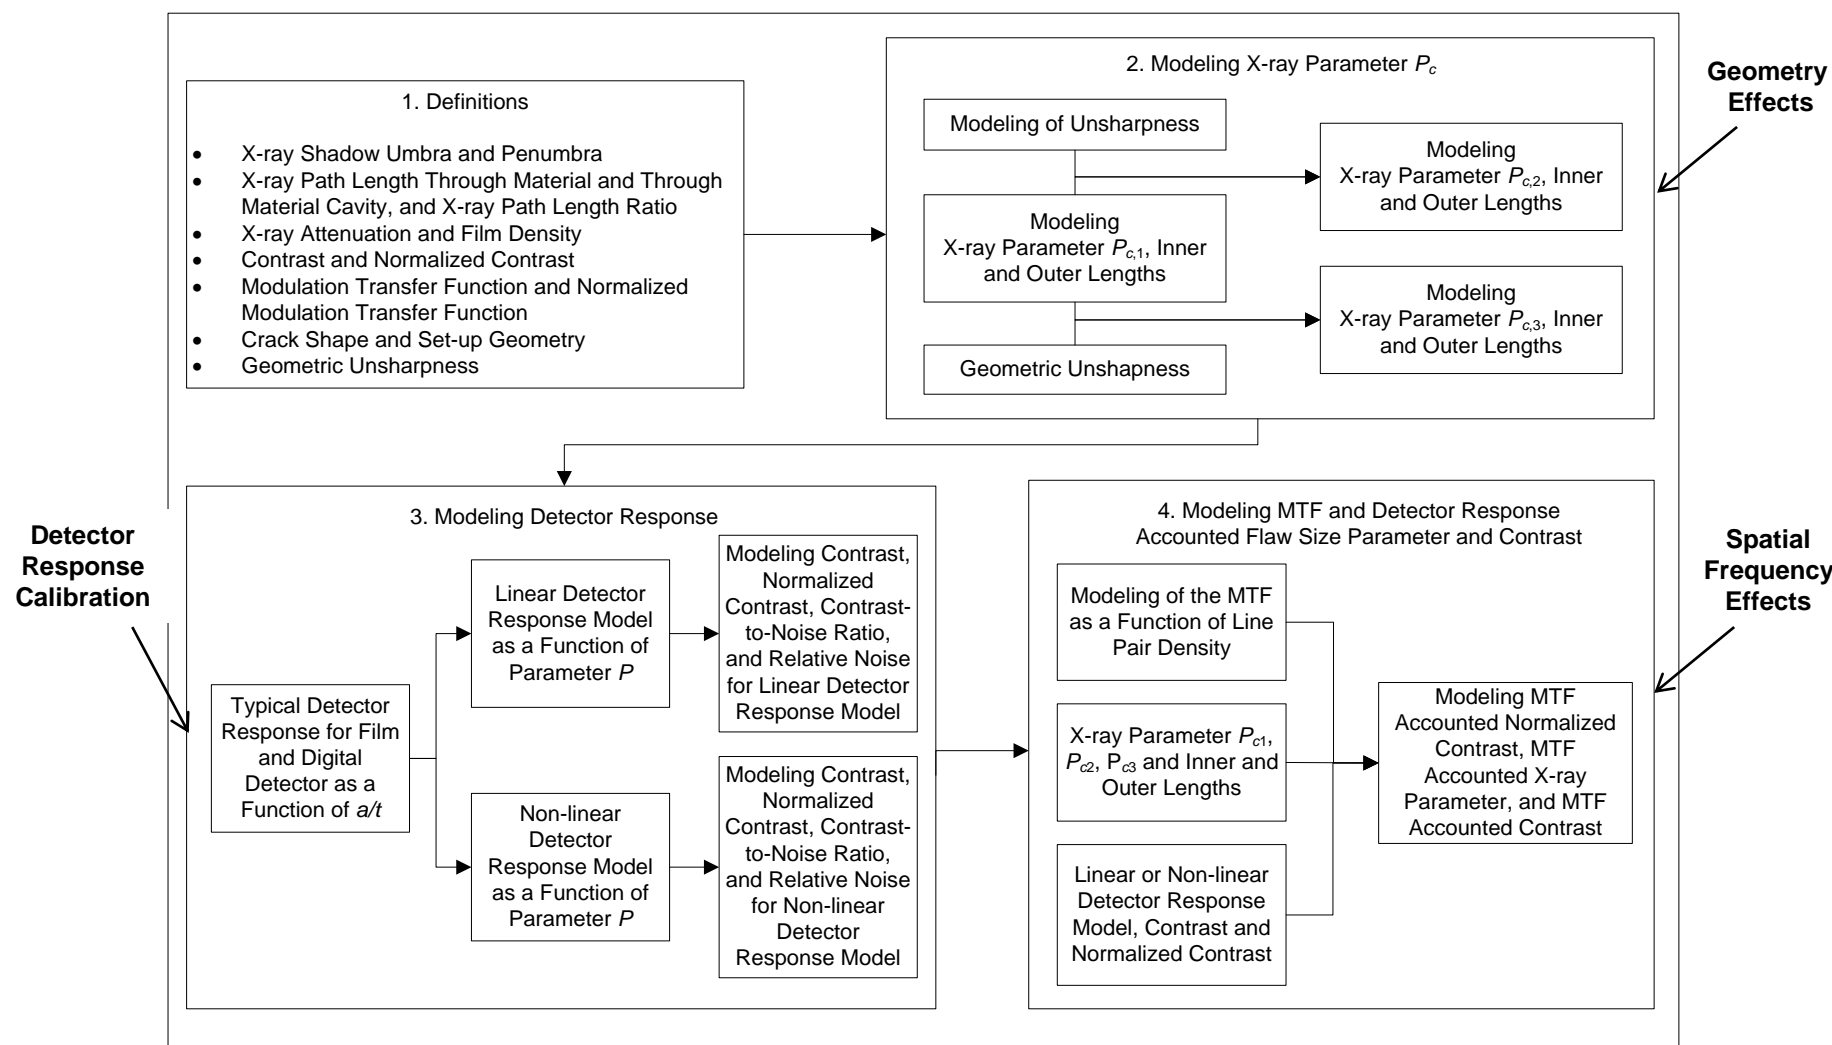 1. Definitions
• X-ray Shadow Umbra and Penumbra
• X-ray Path Length Through Material and Through
Material Cavity, and X-ray Path Length Ratio
• X-ray Attenuation and Film Density
• Contrast and Normalized Contrast
• Modulation Transfer Function and Normalized
Modulation Transfer Function
• Crack Shape and Set-up Geometry
• Geometric Unsharpness
2. Modeling X-ray Parameter Pc
Modeling of Unsharpness
Modeling
X-ray Parameter Pc,1, Inner
and Outer Lengths
Geometric Unshapness
Modeling
X-ray Parameter Pc,2, Inner
and Outer Lengths
Modeling
X-ray Parameter Pc,3, Inner
and Outer Lengths
Geometry
Effects
Detector
Response
Calibration
3. Modeling Detector Response
Typical Detector
Response for Film
and Digital
Detector as a
Function of a/t
Linear Detector
Response Model
as a Function of
Parameter P
Non-linear
Detector
Response Model
as a Function of
Parameter P
Modeling Contrast,
Normalized
Contrast, Contrast-
to-Noise Ratio,
and Relative Noise
for Linear Detector
Response Model
Modeling Contrast,
Normalized
Contrast, Contrast-
to-Noise Ratio,
and Relative Noise
for Non-linear
Detector
Response Model
4. Modeling MTF and Detector Response
Accounted Flaw Size Parameter and Contrast
Modeling of the MTF
as a Function of Line
Pair Density
X-ray Parameter Pc1,
Pc2, Pc3 and Inner and
Outer Lengths
Linear or Non-linear
Detector Response
Model, Contrast and
Normalized Contrast
Modeling MTF
Accounted Normalized
Contrast, MTF
Accounted X-ray
Parameter, and MTF
Accounted Contrast
Spatial
Frequency
Effects